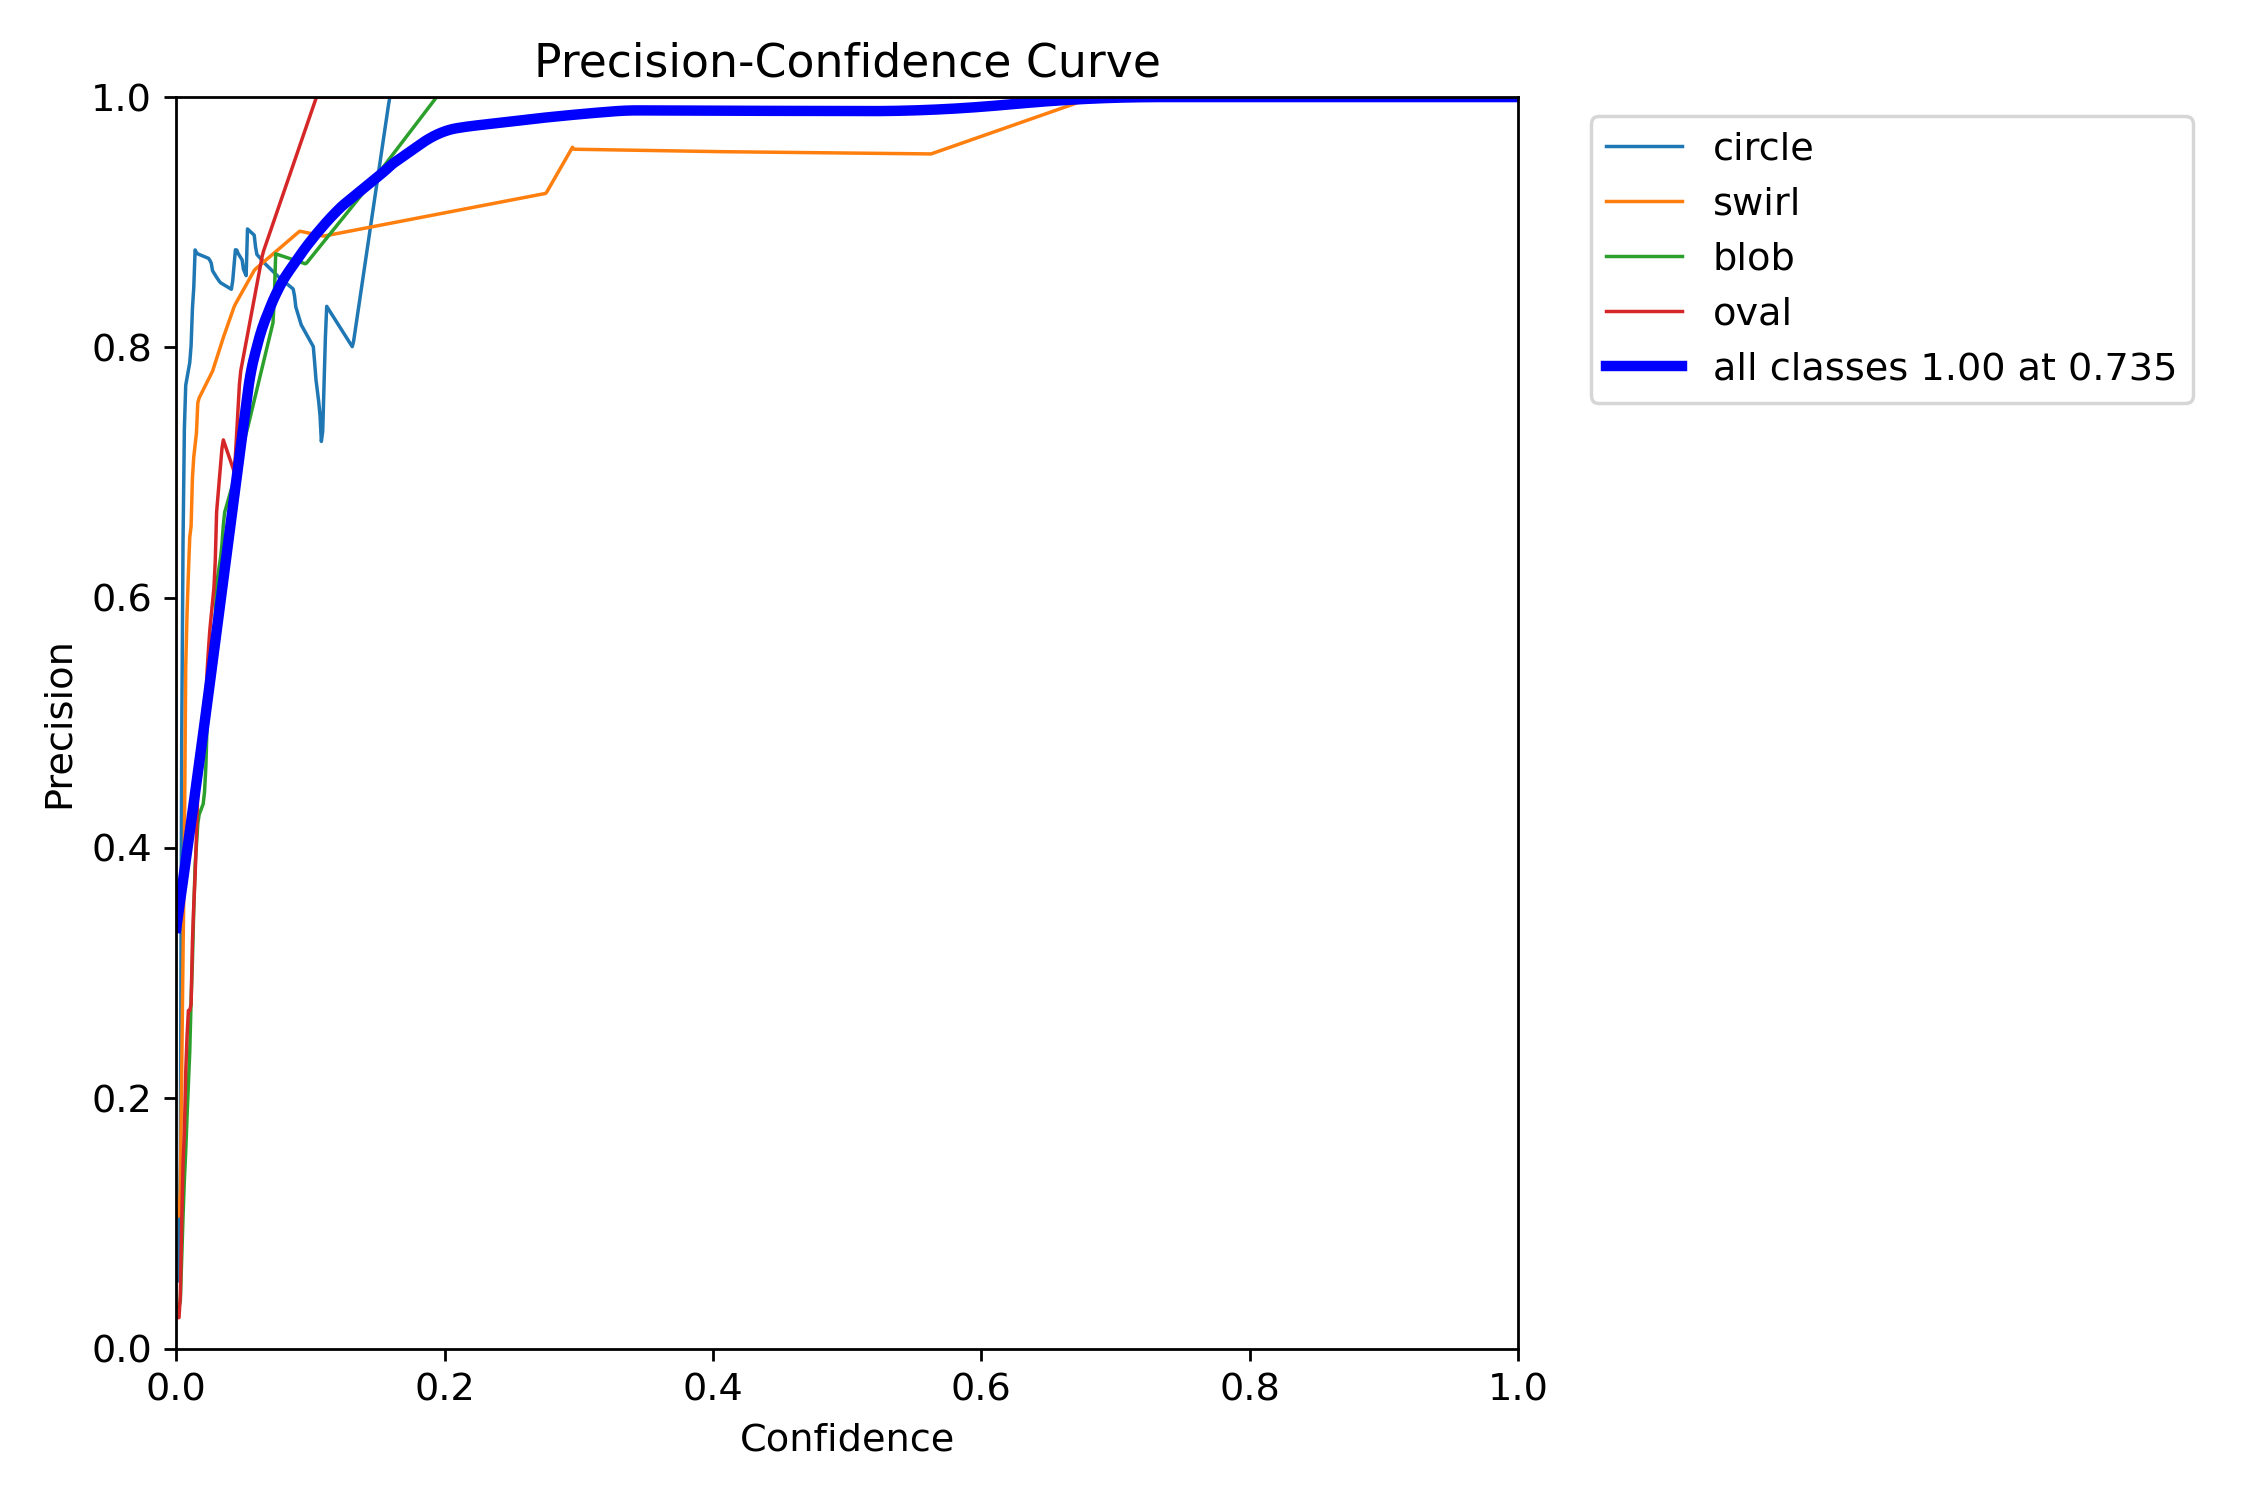 Precision-Confidence Curve
1.0
0.8
0.6
0.4
0.2
0.0
Precision
0.0 0.2 0.4 0.6 0.8 1.0
Confidence
circle
swirl
blob
oval
all classes 1.00 at 0.735